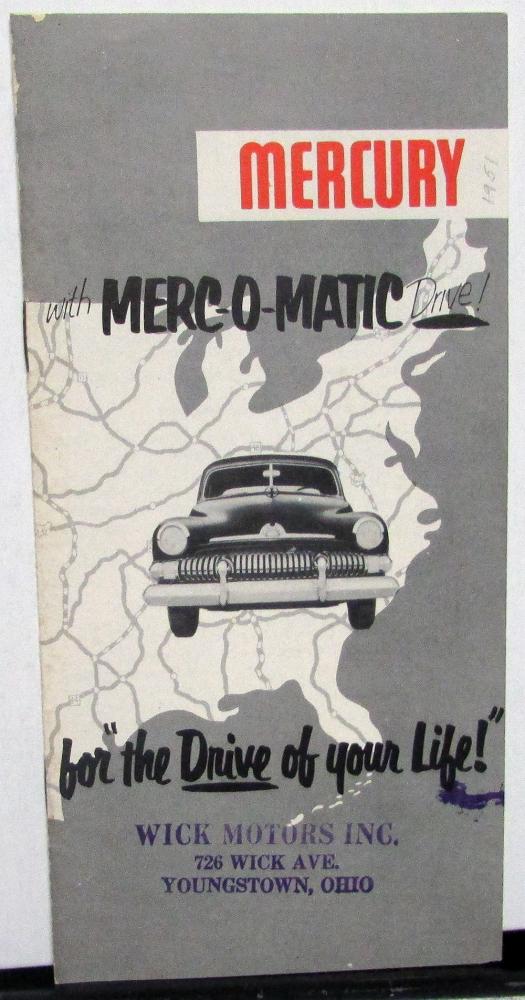 MERCURY
1951
with MERC-O-MATIC Drive!
for "the Drive of your Life!"
WICK MOTORS INC.
726 WICK AVE.
YOUNGSTOWN, OHIO